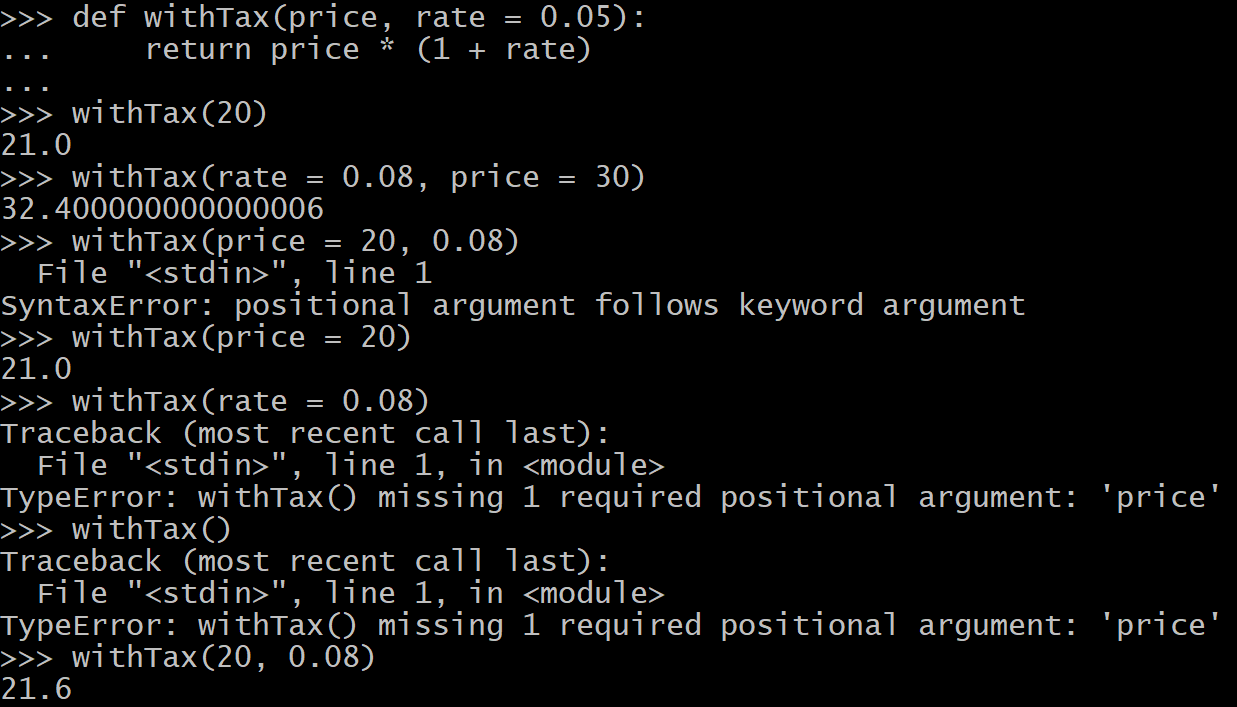 >>> def withTax(price, rate = 0.05):
...     return price * (1 + rate)
...
>>> withTax(20)
21.0
>>> withTax(rate = 0.08, price = 30)
32.400000000000006
>>> withTax(price = 20, 0.08)
  File "<stdin>", line 1
SyntaxError: positional argument follows keyword argument
>>> withTax(price = 20)
21.0
>>> withTax(rate = 0.08)
Traceback (most recent call last):
  File "<stdin>", line 1, in <module>
TypeError: withTax() missing 1 required positional argument: 'price'
>>> withTax()
Traceback (most recent call last):
  File "<stdin>", line 1, in <module>
TypeError: withTax() missing 1 required positional argument: 'price'
>>> withTax(20, 0.08)
21.6